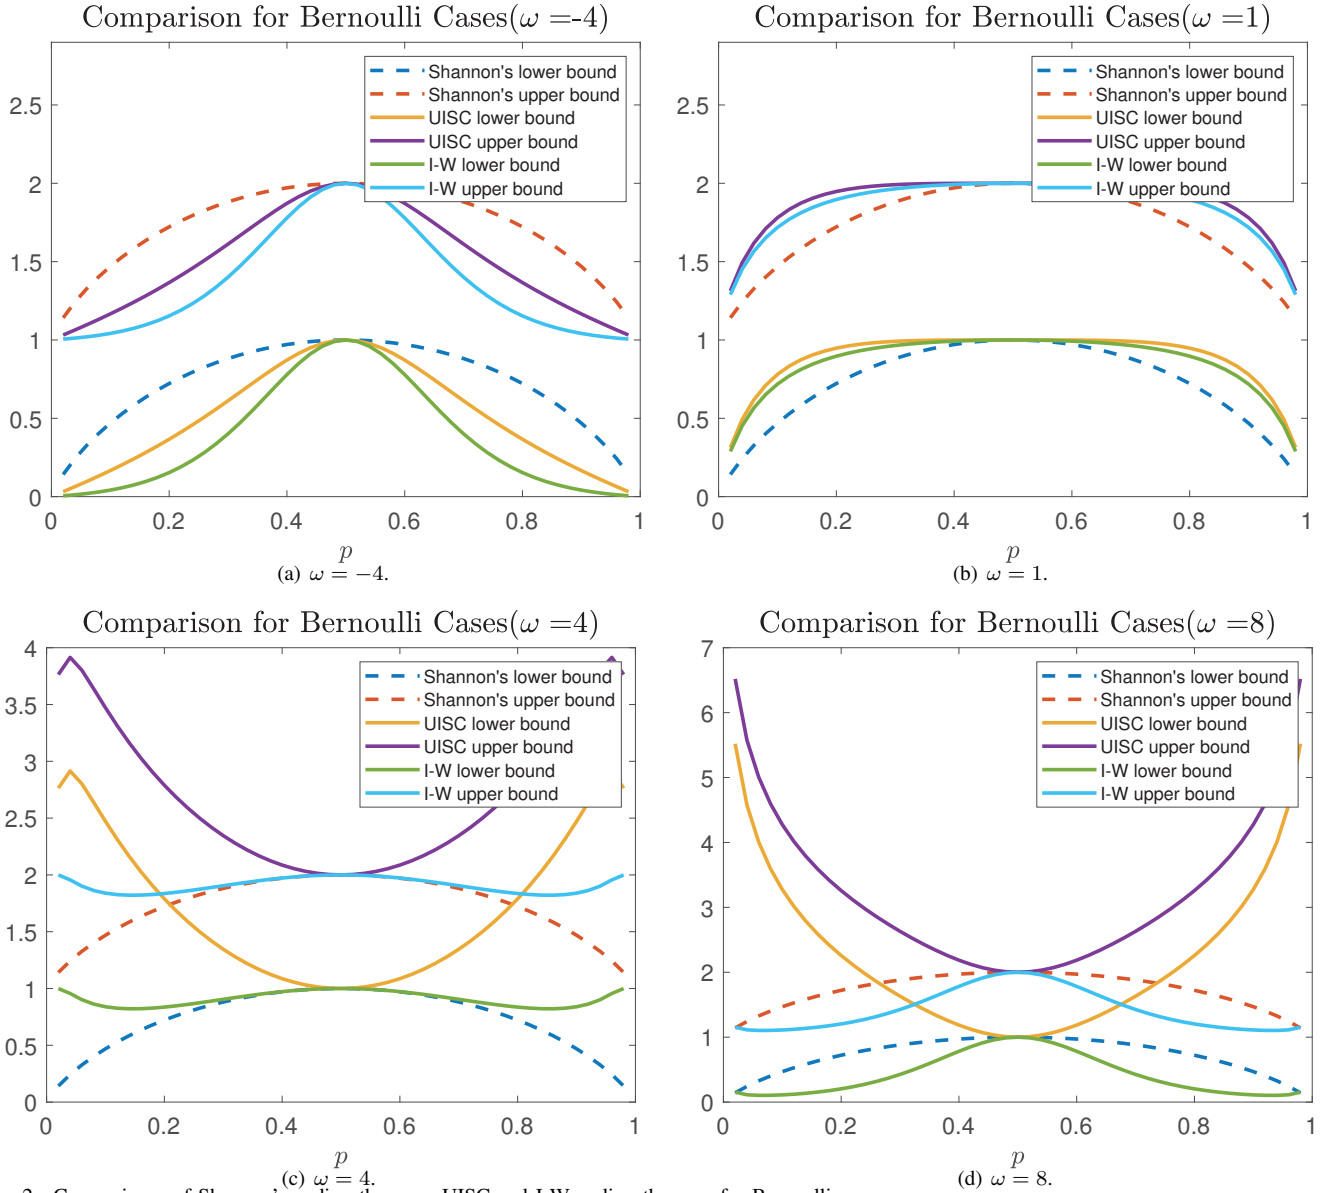 Comparison for Bernoulli Cases(ω =-4)
Shannon's lower bound
Shannon's upper bound
UISC lower bound
UISC upper bound
I-W lower bound
I-W upper bound
2.5
2
1.5
1
0.5
0
0 0.2 0.4 0.6 0.8 1
p
(a) ω = −4.
Comparison for Bernoulli Cases(ω =1)
Shannon's lower bound
Shannon's upper bound
UISC lower bound
UISC upper bound
I-W lower bound
I-W upper bound
2.5
2
1.5
1
0.5
0
0 0.2 0.4 0.6 0.8 1
p
(b) ω = 1.
Comparison for Bernoulli Cases(ω =4)
Shannon's lower bound
Shannon's upper bound
UISC lower bound
UISC upper bound
I-W lower bound
I-W upper bound
4
3.5
3
2.5
2
1.5
1
0.5
0
0 0.2 0.4 0.6 0.8 1
p
(c) ω = 4.
Comparison for Bernoulli Cases(ω =8)
Shannon's lower bound
Shannon's upper bound
UISC lower bound
UISC upper bound
I-W lower bound
I-W upper bound
7
6
5
4
3
2
1
0
0 0.2 0.4 0.6 0.8 1
p
(d) ω = 8.